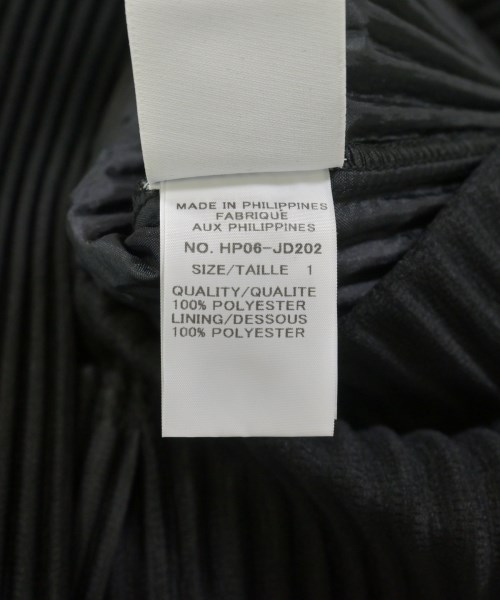 MADE IN PHILIPPINES
FABRIQUE
AUX PHILIPPINES
NO. HP06-JD202
SIZE/TAILLE 1
QUALITY/QUALITE
100% POLYESTER
LINING/DESSOUS
100% POLYESTER